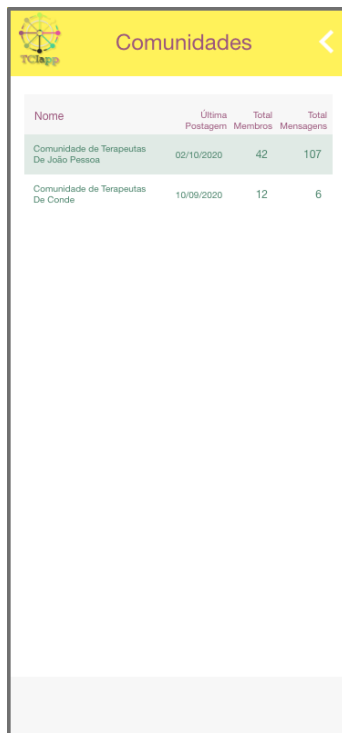 TCIapp
Comunidades
Nome
Última Postagem
Total Membros
Total Mensagens
Comunidade de Terapeutas
De João Pessoa
02/10/2020
42
107
Comunidade de Terapeutas
De Conde
10/09/2020
12
6